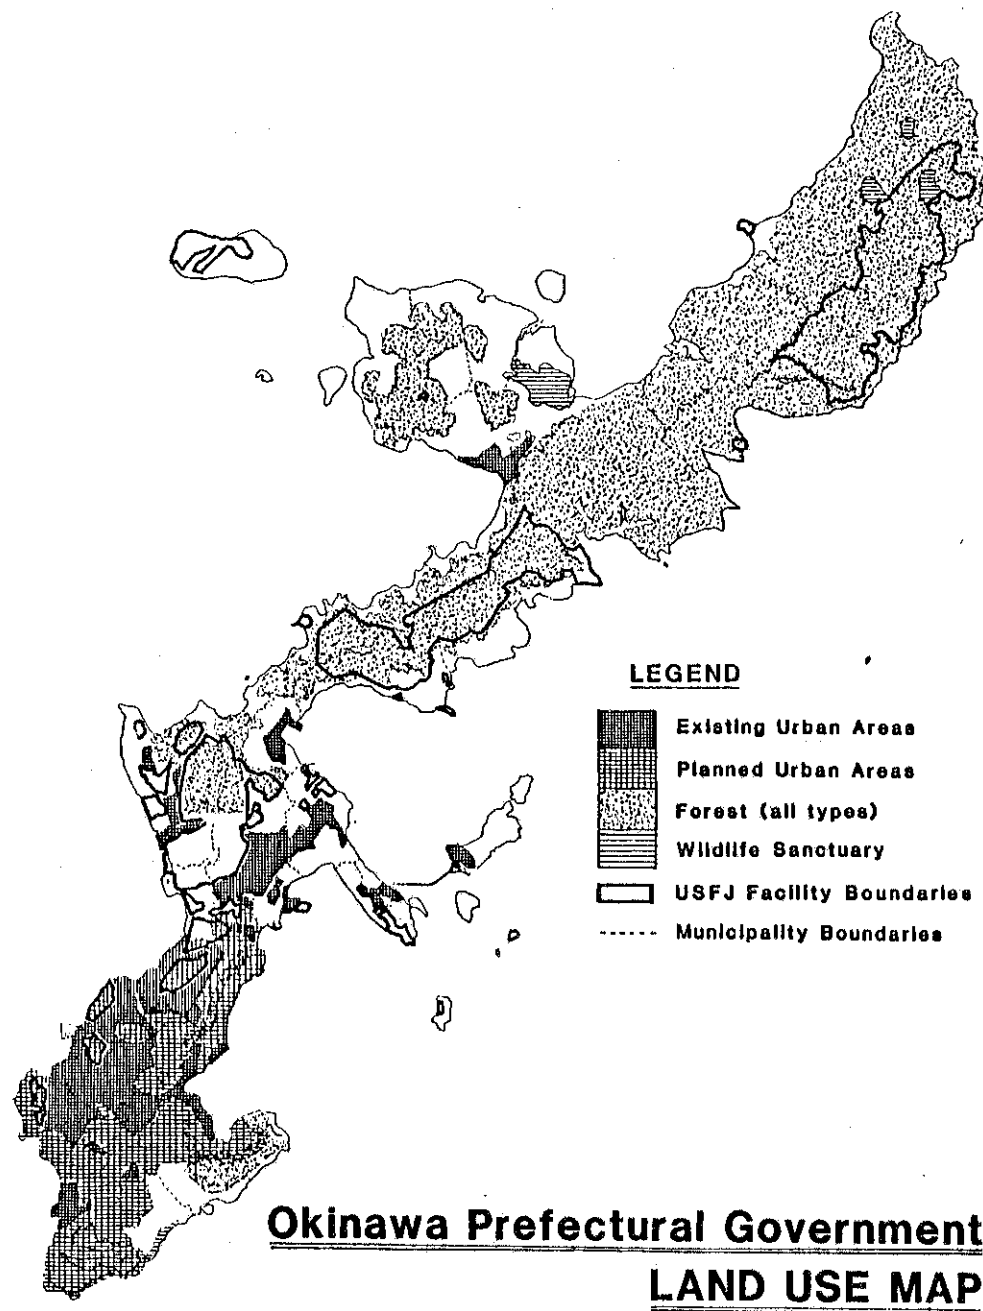 LEGEND
Existing Urban Areas
Planned Urban Areas
Forest (all types)
Wildlife Sanctuary
USFJ Facility Boundaries
Municipality Boundaries
Okinawa Prefectural Government
LAND USE MAP